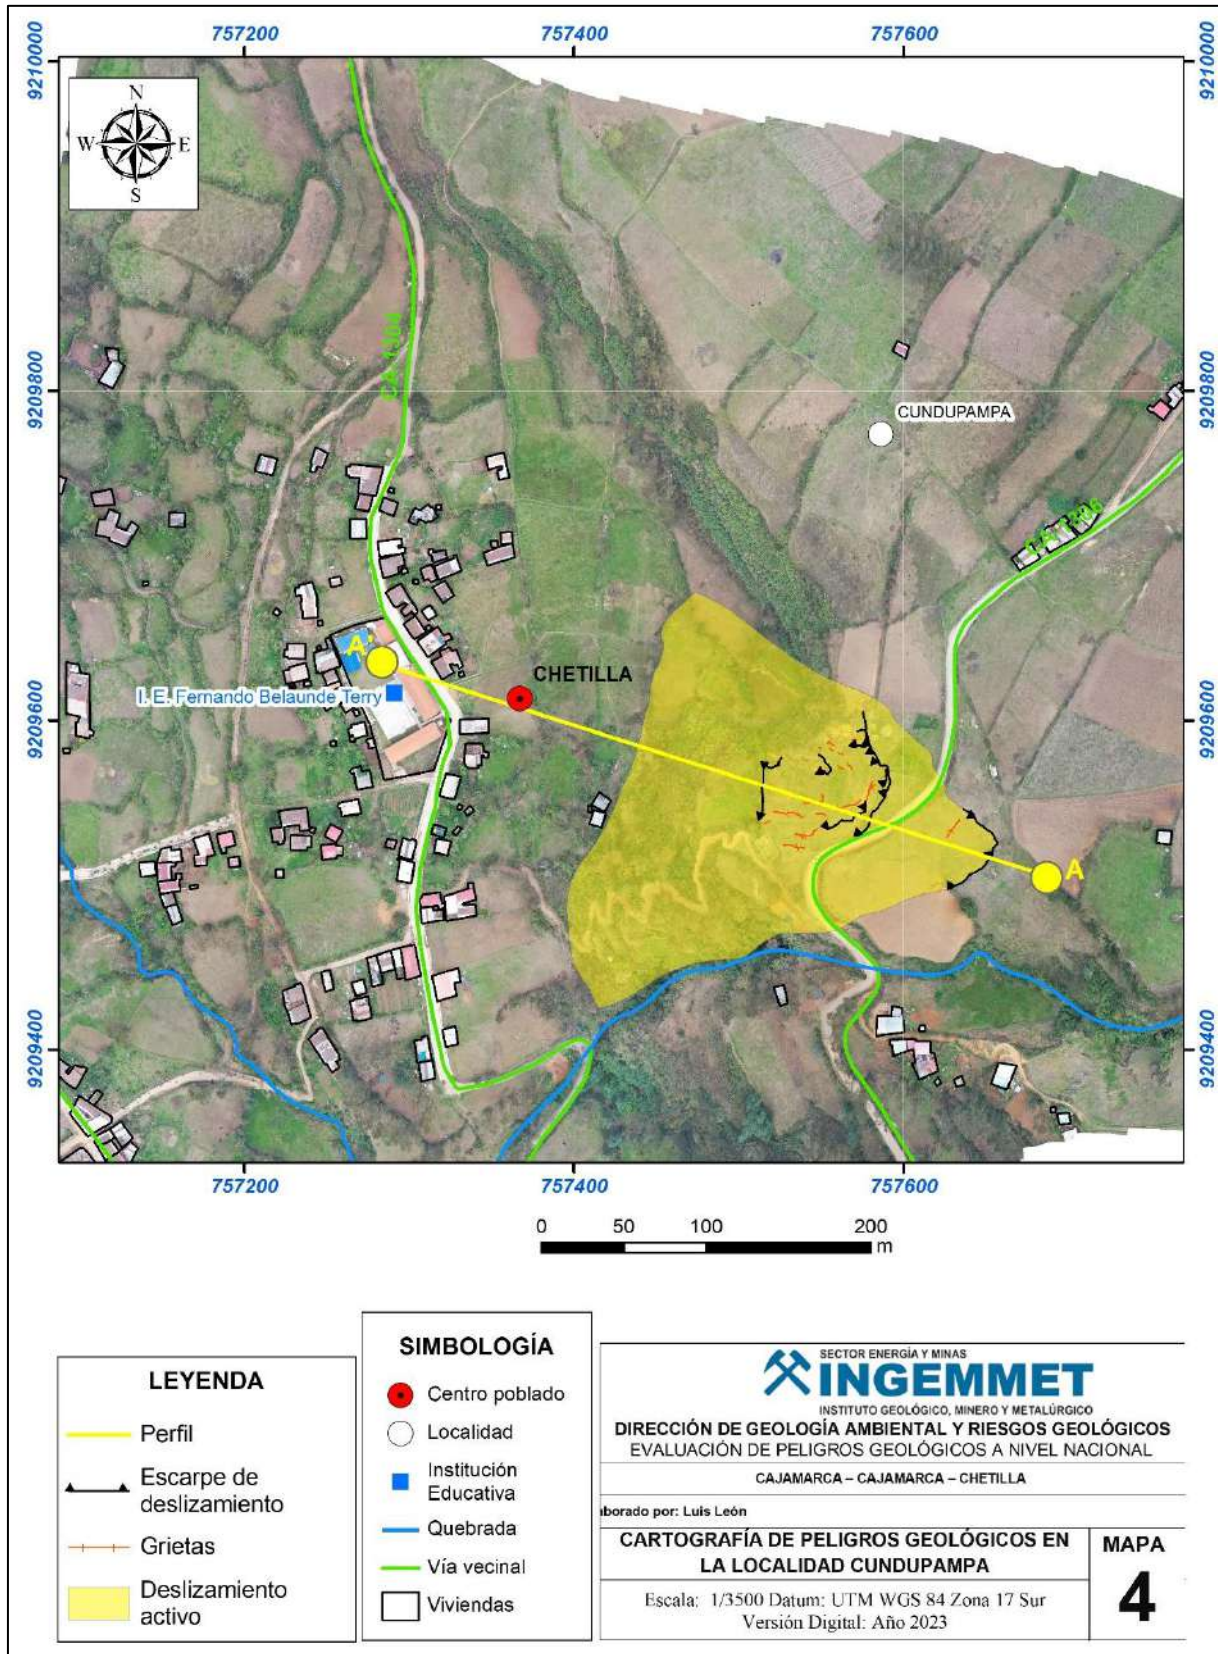 757200
757400
757600
9210000
9210000
N
W
E
S
CA-1504
9209800
9209800
CUNDUPAMPA
A'
CHETILLA
I. E. Fernando Belaunde Terry
9209600
9209600
A
9209400
9209400
757200
757400
757600
0
50
100
200
m
LEYENDA
Perfil
Escarpe de
deslizamiento
Grietas
Deslizamiento
activo
SIMBOLOGÍA
Centro poblado
Localidad
Institución
Educativa
Quebrada
Vía vecinal
Viviendas
SECTOR ENERGÍA Y MINAS
INGEMMET
INSTITUTO GEOLÓGICO, MINERO Y METALÚRGICO
DIRECCIÓN DE GEOLOGÍA AMBIENTAL Y RIESGOS GEOLÓGICOS
EVALUACIÓN DE PELIGROS GEOLÓGICOS A NIVEL NACIONAL
CAJAMARCA – CAJAMARCA – CHETILLA
aborado por: Luis León
CARTOGRAFÍA DE PELIGROS GEOLÓGICOS EN
LA LOCALIDAD CUNDUPAMPA
MAPA
4
Escala: 1/3500 Datum: UTM WGS 84 Zona 17 Sur
Versión Digital: Año 2023